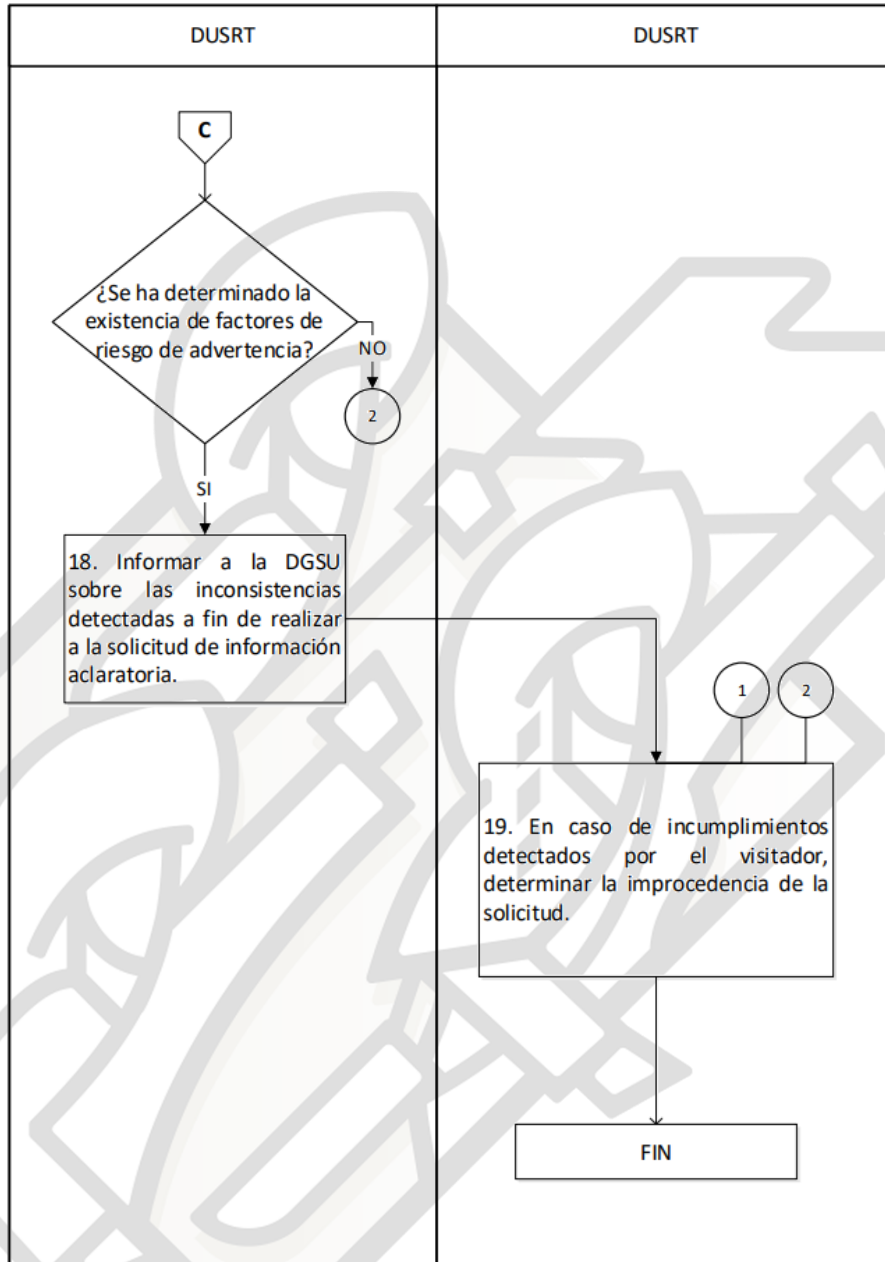 DUSRT
DUSRT
C
¿Se ha determinado la
existencia de factores de
riesgo de advertencia?
NO
2
SI
18. Informar a la DGSU
sobre las inconsistencias
detectadas a fin de realizar
a la solicitud de información
aclaratoria.
1
2
19. En caso de incumplimientos
detectados por el visitador,
determinar la improcedencia de la
solicitud.
FIN